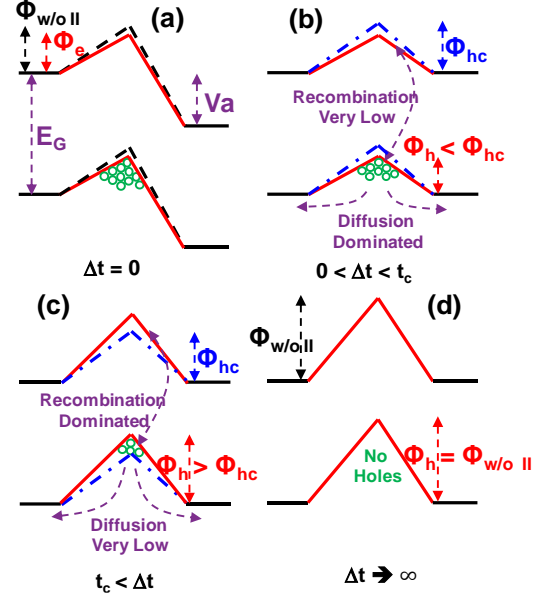 (a)
Φw/o II
Φe
EG
Va
Δt = 0
(b)
Φhc
Recombination
Very Low
Φh < Φhc
Diffusion
Dominated
0 < Δt < tc
(c)
Φhc
Recombination
Dominated
Φh > Φhc
Diffusion
Very Low
tc < Δt
(d)
Φw/o II
No
Holes
Φh = Φw/o II
Δt ➔ ∞